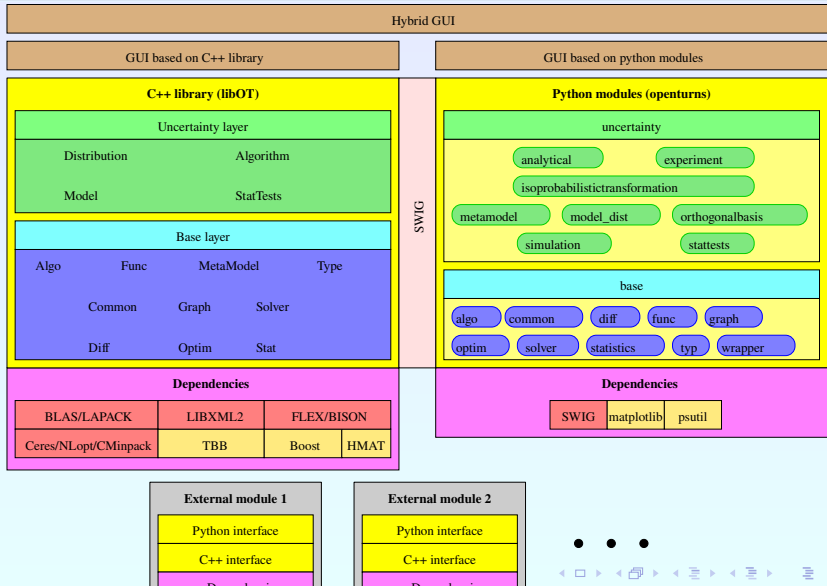 Hybrid GUI
GUI based on C++ library
GUI based on python modules
C++ library (libOT)
Uncertainty layer
Distribution Algorithm
Model StatTests
Base layer
Algo Func MetaModel Type
Common Graph Solver
Diff Optim Stat
SWIG
Python modules (openturns)
uncertainty
analytical experiment
isoprobabilistictransformation
metamodel model_dist orthogonalbasis
simulation stattests
base
algo common diff func graph
optim solver statistics typ wrapper
Dependencies
BLAS/LAPACK LIBXML2 FLEX/BISON
Ceres/NLopt/CMinpack TBB Boost HMAT
Dependencies
SWIG matplotlib psutil
External module 1
Python interface
C++ interface
External module 2
Python interface
C++ interface